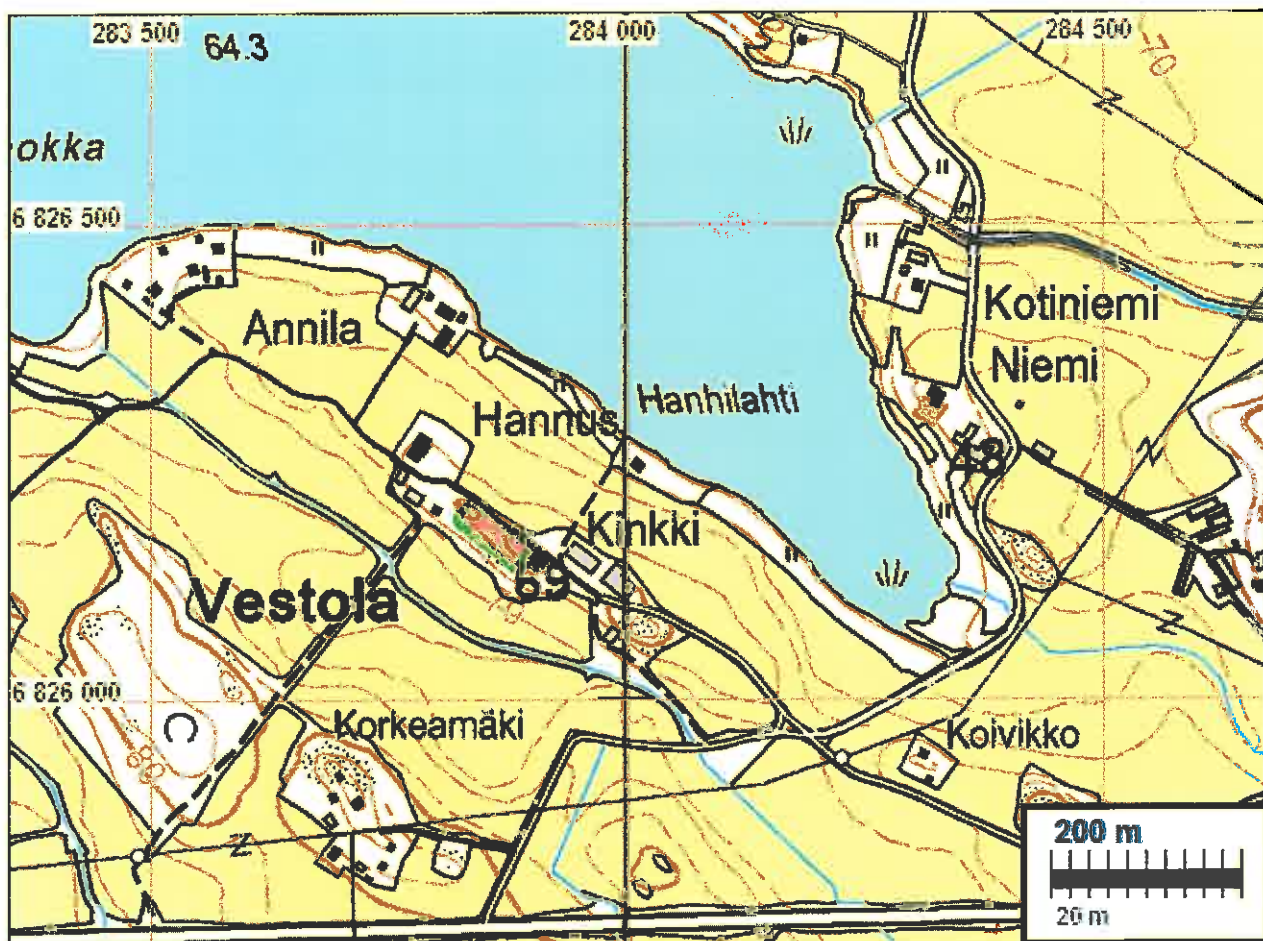 283 500
284 000
284 500
64.3
70
okka
6 826 500
Annila
Kotiniemi
Niemi
Hannus
Hanhilahti
Kinkki
Vestola
6 826 000
Korkeamäki
Koivikko
200 m
20 m